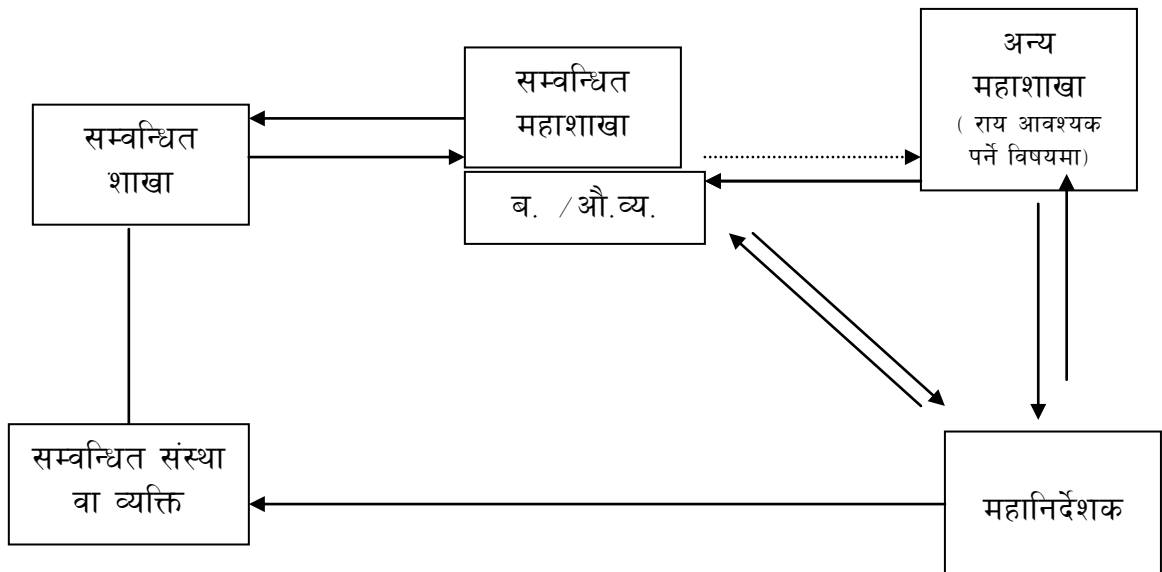 सम्वन्धित
शाखा
सम्वन्धित
महाशाखा
ब. /औ.व्य.
अन्य
महाशाखा
( राय आवश्यक
पर्ने विषयमा)
सम्वन्धित संस्था
वा व्यक्ति
महानिर्देशक